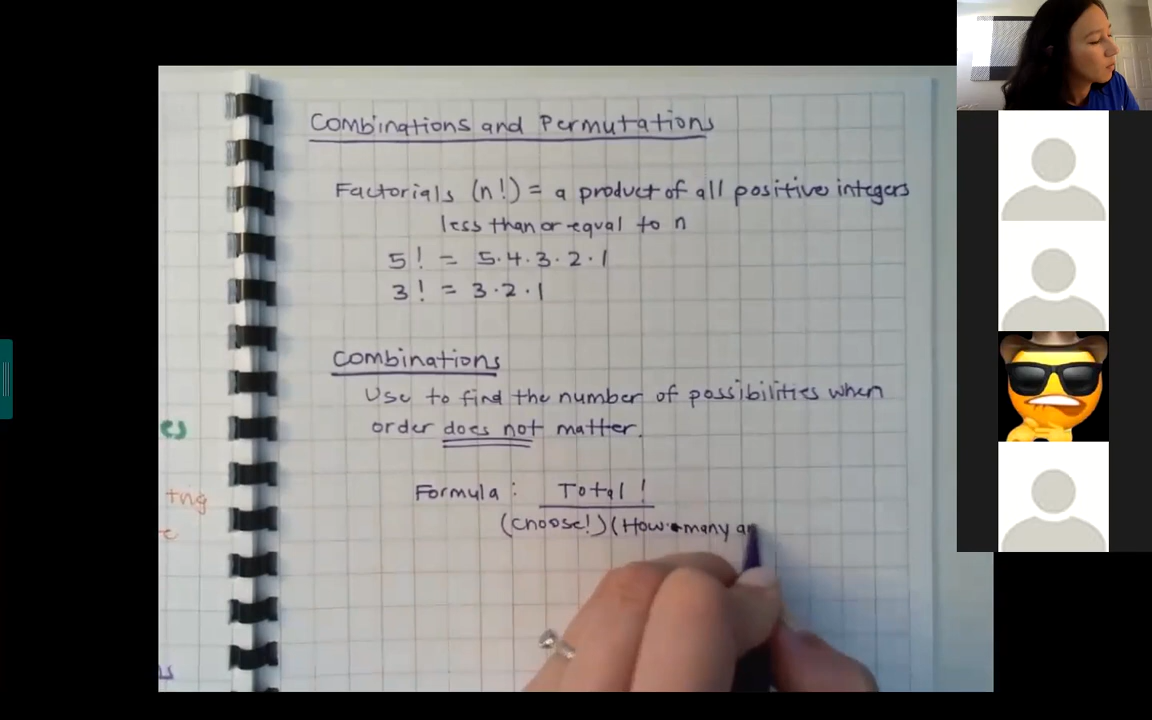 Combinations and Permutations
Factorials (n!) = a product of all positive integers
less than or equal to n
5! = 5·4·3·2·1
3! = 3·2·1
Combinations
Use to find the number of possibilities when
order does not matter.
Formula: Total!
(Choose!)(How many
es
ting
e